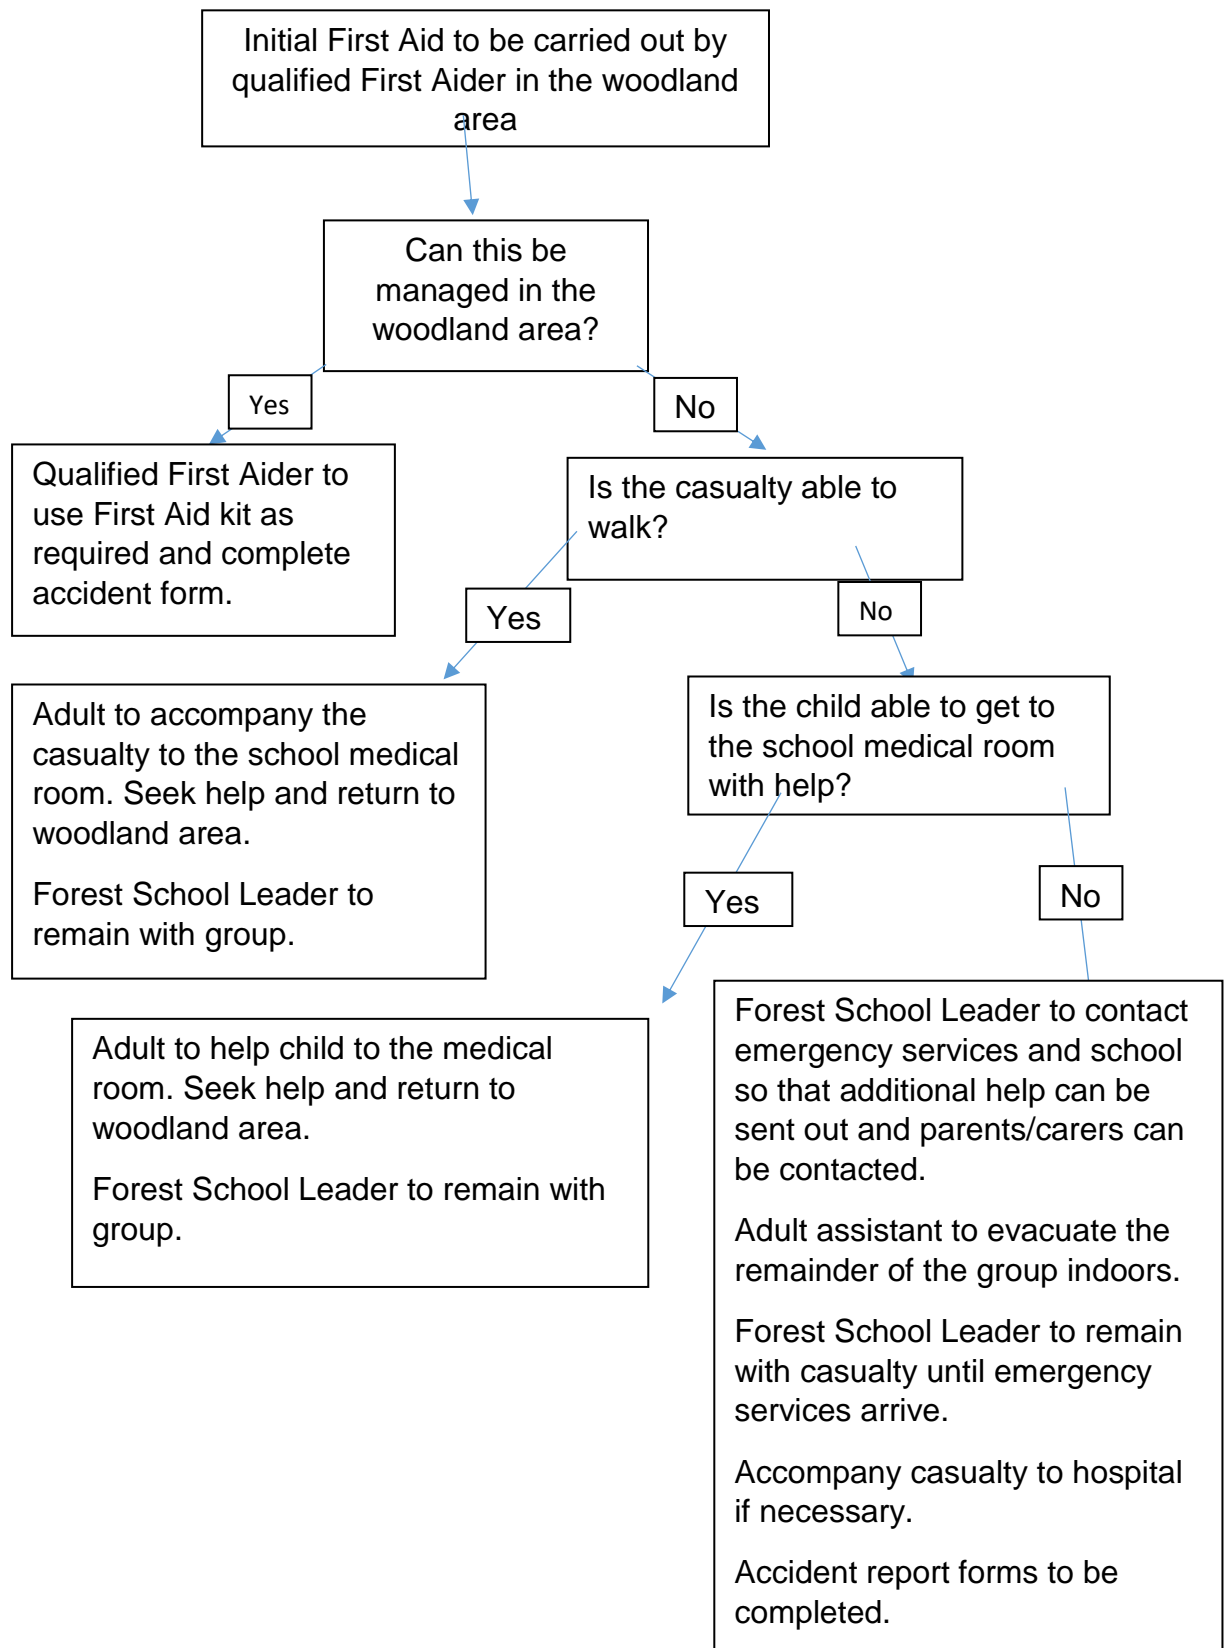 Initial First Aid to be carried out by
qualified First Aider in the woodland
area
Can this be
managed in the
woodland area?
Yes
No
Qualified First Aider to
use First Aid kit as
required and complete
accident form.
Is the casualty able to
walk?
Yes
No
Adult to accompany the
casualty to the school medical
room. Seek help and return to
woodland area.
Forest School Leader to
remain with group.
Is the child able to get to
the school medical room
with help?
Yes
No
Adult to help child to the medical
room. Seek help and return to
woodland area.
Forest School Leader to remain with
group.
Forest School Leader to contact
emergency services and school
so that additional help can be
sent out and parents/carers can
be contacted.
Adult assistant to evacuate the
remainder of the group indoors.
Forest School Leader to remain
with casualty until emergency
services arrive.
Accompany casualty to hospital
if necessary.
Accident report forms to be
completed.